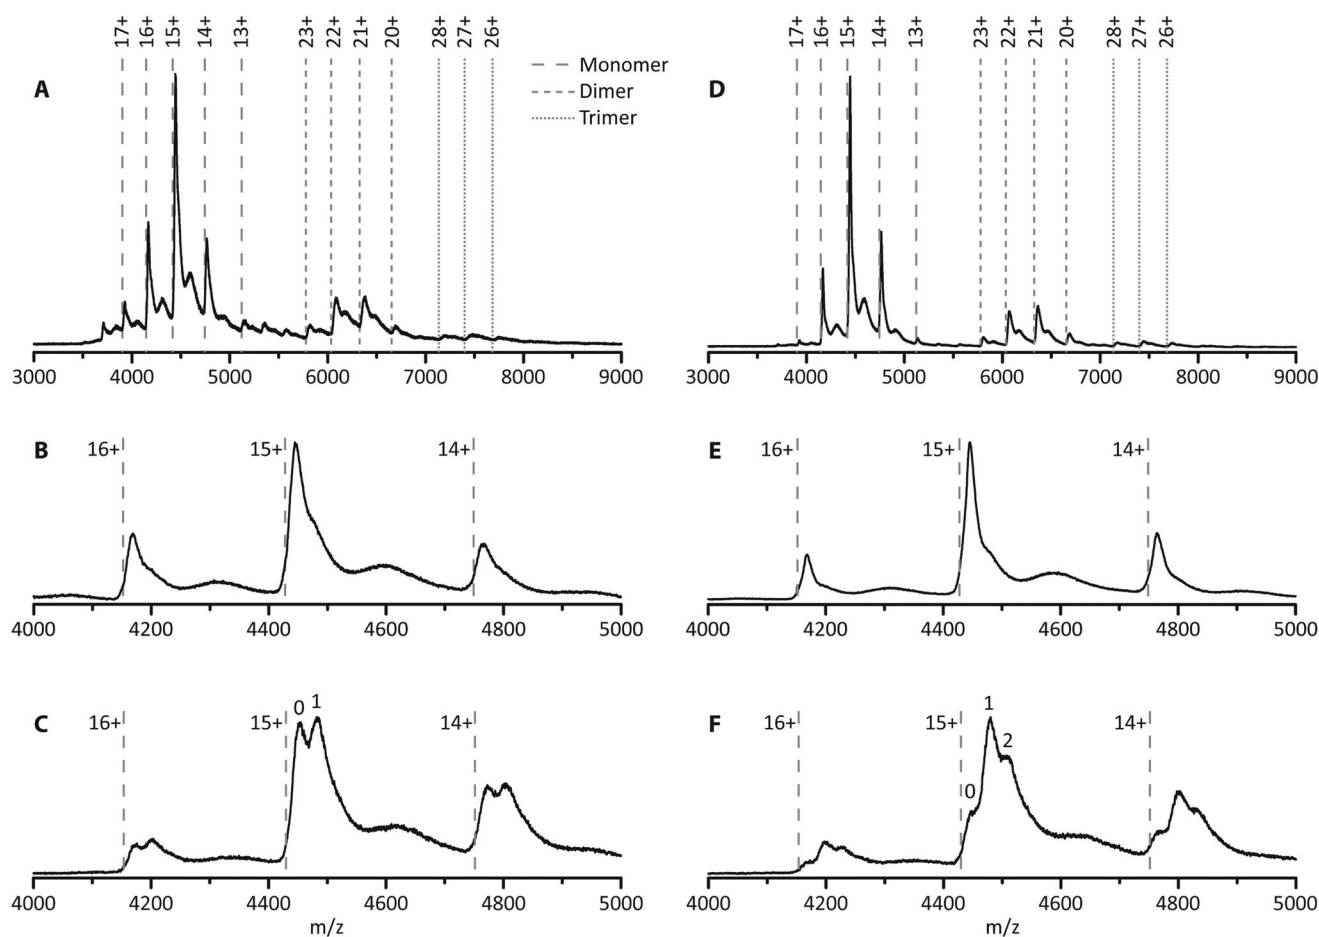 17+ 16+ 15+ 14+ 13+ 23+ 22+ 21+ 20+ 28+ 27+ 26+
A
Monomer
Dimer
Trimer
3000 4000 5000 6000 7000 8000 9000
17+ 16+ 15+ 14+ 13+ 23+ 22+ 21+ 20+ 28+ 27+ 26+
D
3000 4000 5000 6000 7000 8000 9000
B 16+ 15+ 14+
4000 4200 4400 4600 4800 5000
E 16+ 15+ 14+
4000 4200 4400 4600 4800 5000
C 16+ 15+ 0 1 14+
4000 4200 4400 4600 4800 5000
m/z
F 16+ 15+ 0 1 2 14+
4000 4200 4400 4600 4800 5000
m/z